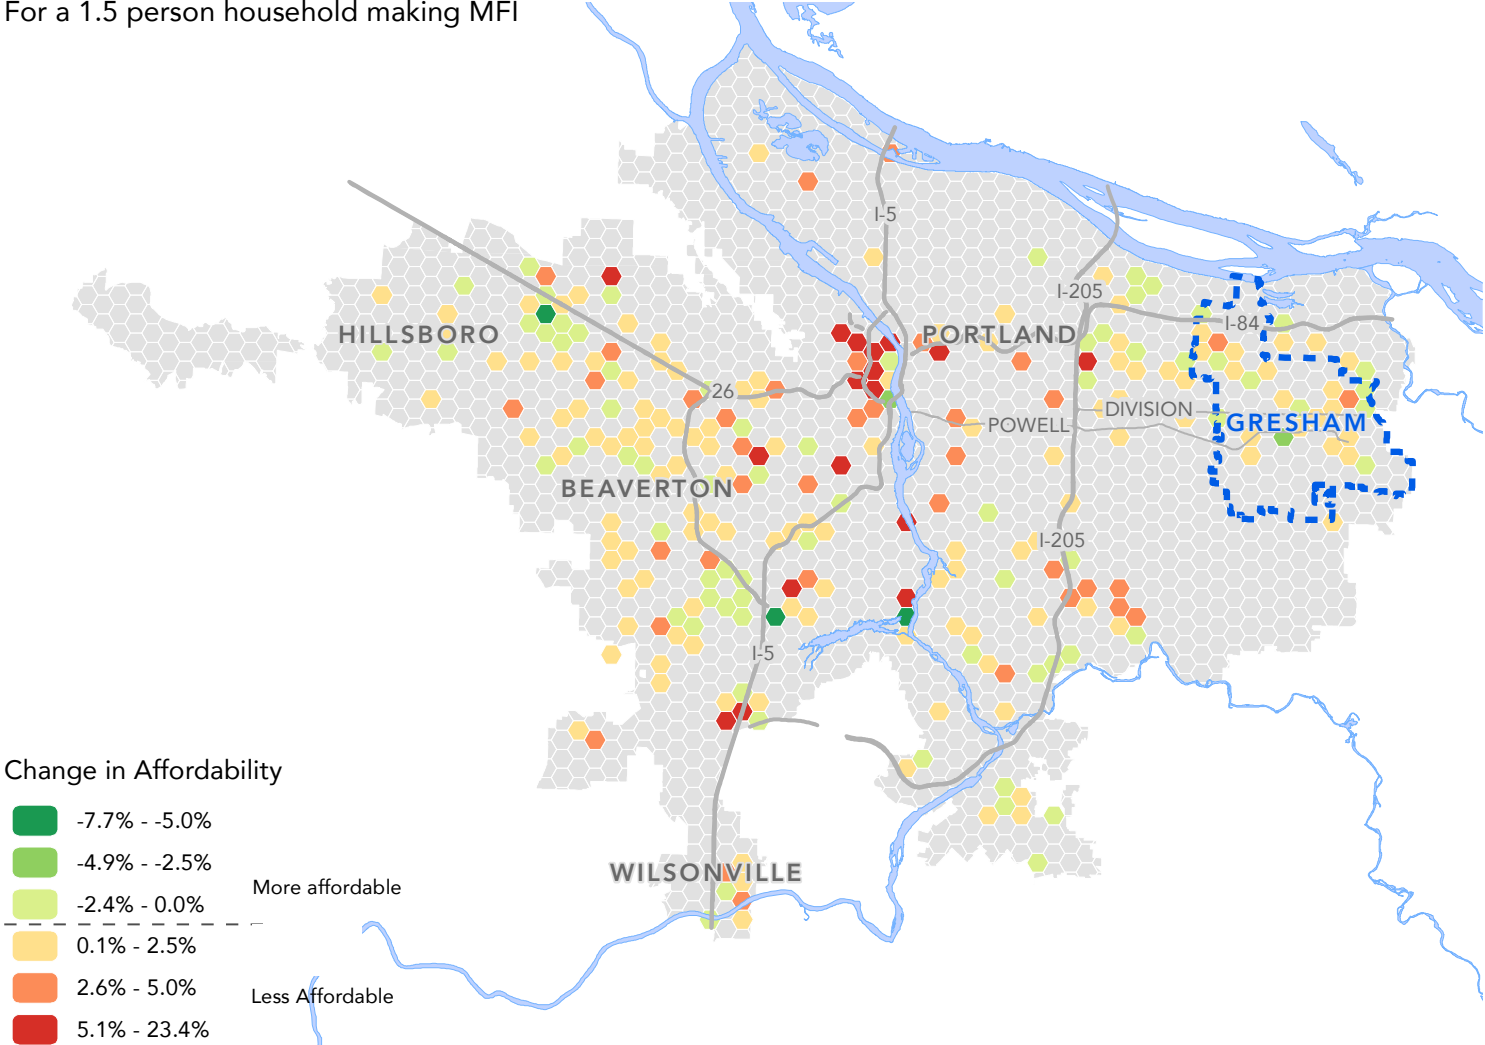 For a 1.5 person household making MFI
I-5
I-205
I-84
HILLSBORO
PORTLAND
26
DIVISION
POWELL
GRESHAM
BEAVERTON
I-205
I-5
Change in Affordability
-7.7% - -5.0%
-4.9% - -2.5%
More affordable
-2.4% - 0.0%
0.1% - 2.5%
2.6% - 5.0%
Less Affordable
5.1% - 23.4%
WILSONVILLE